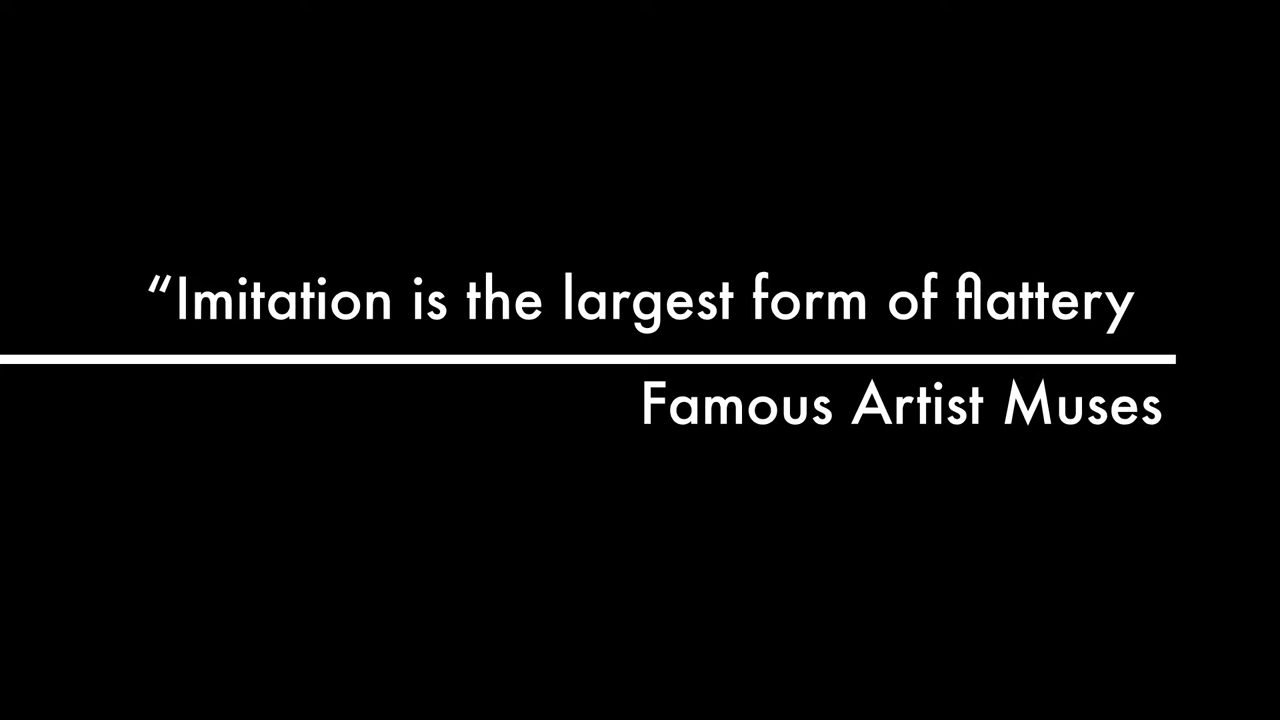 “Imitation is the largest form of flattery
Famous Artist Muses